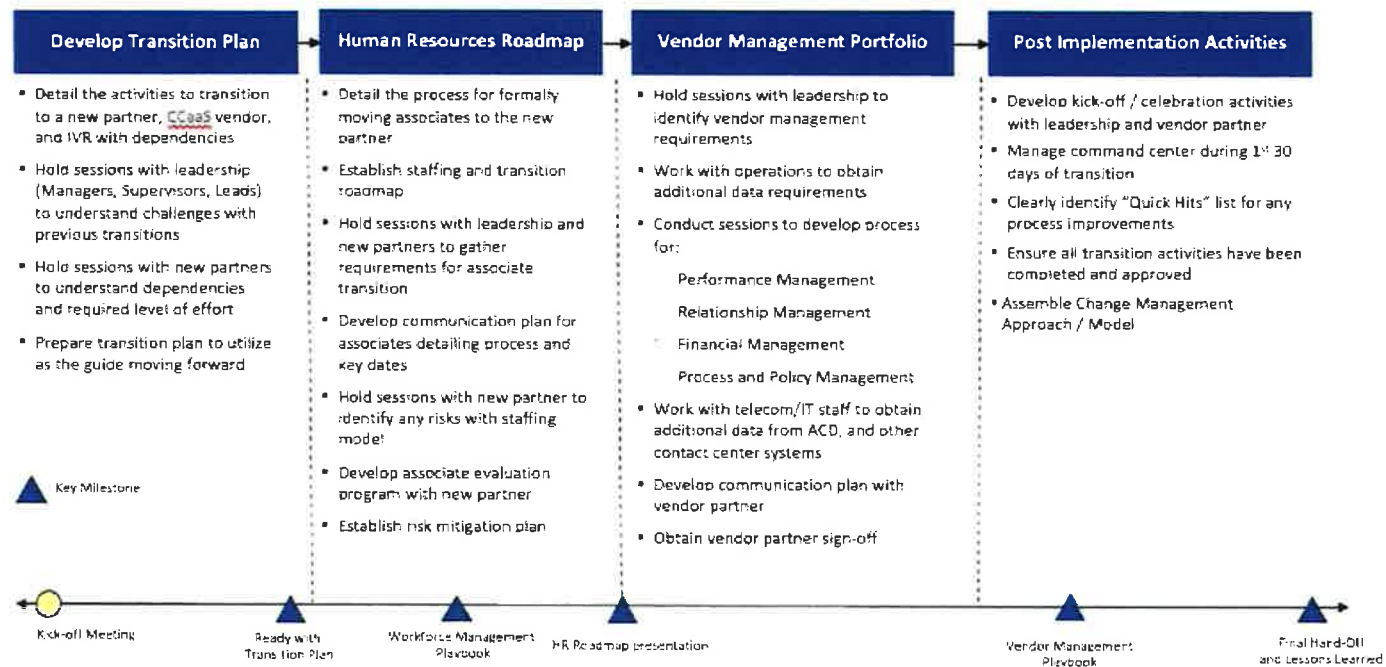 Develop Transition Plan
Human Resources Roadmap
Vendor Management Portfolio
Post Implementation Activities
▪ Detail the activities to transition
to a new partner, CCaaS vendor,
and IVR with dependencies
▪ Hold sessions with leadership
(Managers, Supervisors, Leads)
to understand challenges with
previous transitions
▪ Hold sessions with new partners
to understand dependencies
and required level of effort
▪ Prepare transition plan to utilize
as the guide moving forward
Key Milestone
▪ Detail the process for formally
moving associates to the new
partner
▪ Establish staffing and transition
roadmap
▪ Hold sessions with leadership and
new partners to gather
requirements for associate
transition
▪ Develop communication plan for
associates detailing process and
key dates
▪ Hold sessions with new partner to
identify any risks with staffing
model
▪ Develop associate evaluation
program with new partner
▪ Establish risk mitigation plan
▪ Hold sessions with leadership to
identify vendor management
requirements
▪ Work with operations to obtain
additional data requirements
▪ Conduct sessions to develop process
for:
Performance Management
Relationship Management
Financial Management
Process and Policy Management
▪ Work with telecom/IT staff to obtain
additional data from ACD, and other
contact center systems
▪ Develop communication plan with
vendor partner
▪ Obtain vendor partner sign-off
▪ Develop kick-off / celebration activities
with leadership and vendor partner
▪ Manage command center during 1st 30
days of transition
▪ Clearly identify "Quick Hits" list for any
process improvements
▪ Ensure all transition activities have been
completed and approved
▪ Assemble Change Management
Approach / Model
Kick-off Meeting
Ready with
Transition Plan
Workforce Management
Playbook
HR Roadmap presentation
Vendor Management
Playbook
Final Hand-Off
and Lessons Learned